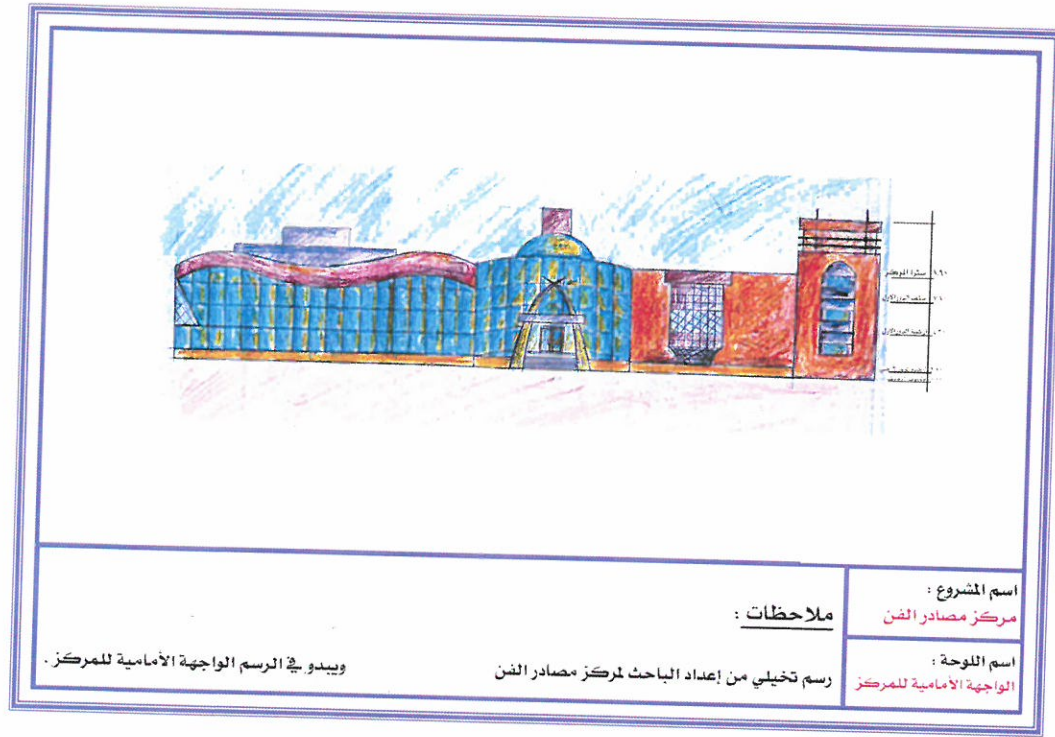 اسم المشروع :
مركز مصادر الفن
اسم اللوحة :
الواجهة الأمامية للمركز
ملاحظات :
رسم تخيلي من إعداد الباحث لمركز مصادر الفن ويبدو في الرسم الواجهة الأمامية للمركز .